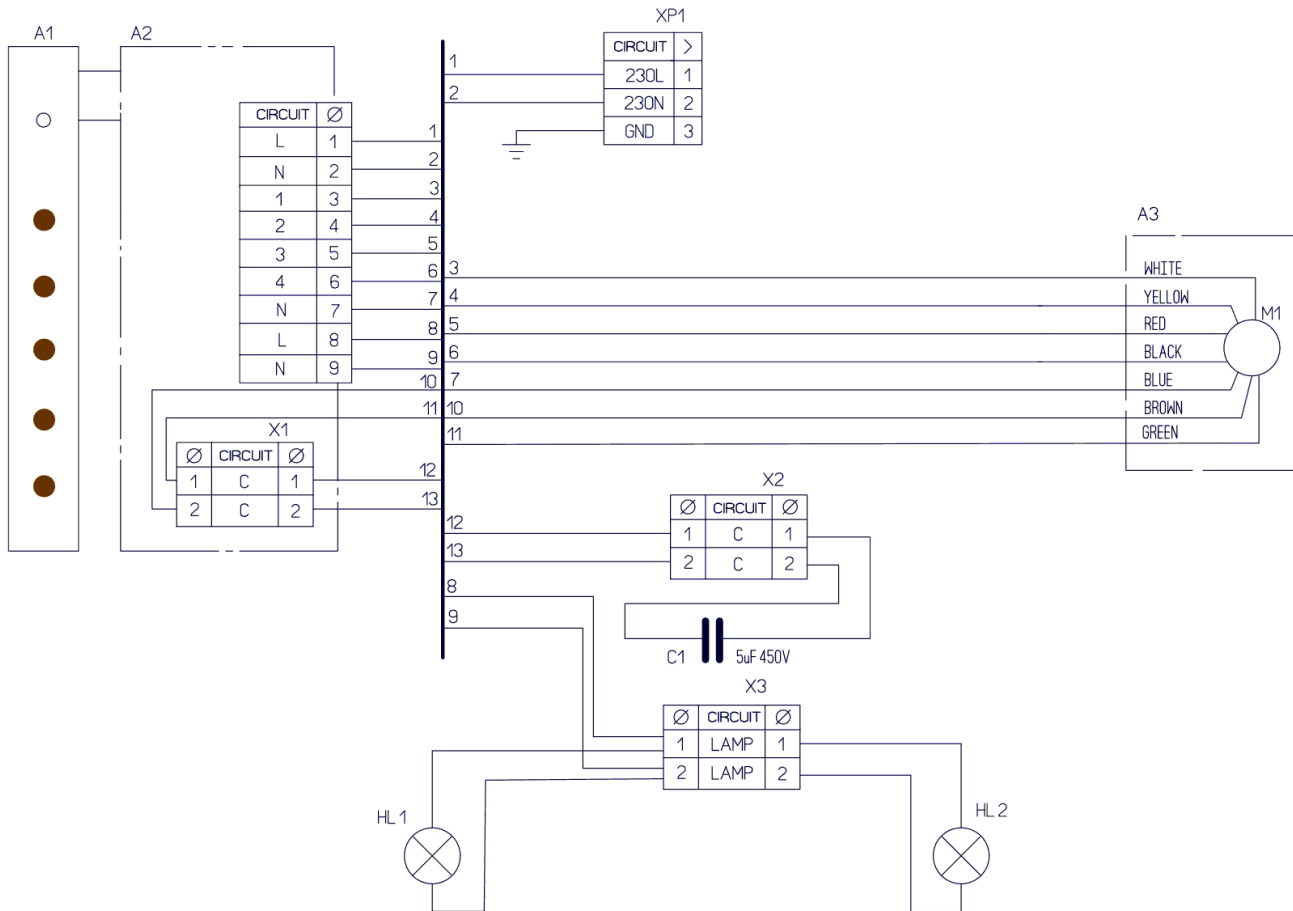 A1
A2
XP1
CIRCUIT >
230L 1
230N 2
GND 3
1
2
CIRCUIT Ø
L 1
N 2
1 3
2 4
3 5
4 6
N 7
L 8
N 9
1
2
3
4
5
6
7
8
9
10
11
12
13
3
4
5
6
7
10
11
A3
WHITE
YELLOW
RED
BLACK
BLUE
BROWN
GREEN
M1
X1
Ø CIRCUIT Ø
1 C 1
2 C 2
12
13
8
9
X2
Ø CIRCUIT Ø
1 C 1
2 C 2
C1 5uF 450V
X3
Ø CIRCUIT Ø
1 LAMP 1
2 LAMP 2
HL1
HL2